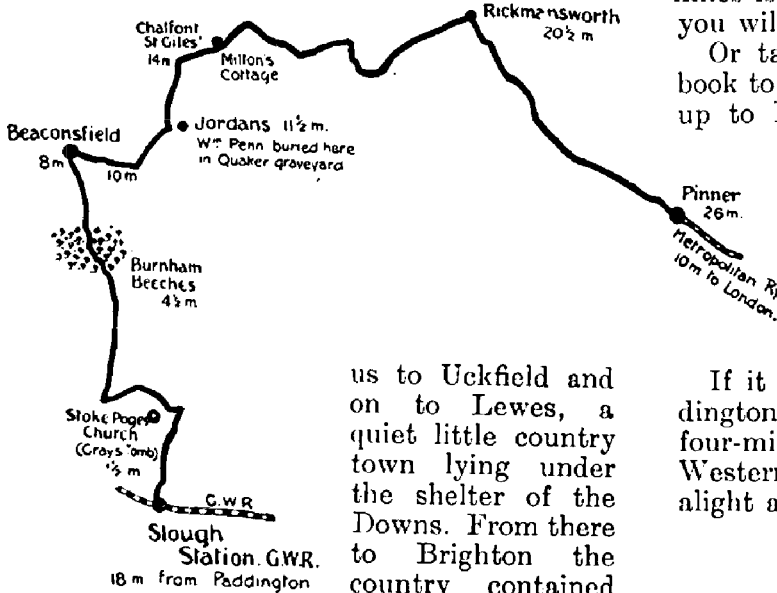 Rickmansworth
20½ m
Chalfont
St Giles'
14m
Milton's
Cottage
Jordans 11½ m.
Wm Penn buried here
in Quaker graveyard
Beaconsfield
8m
10m
Pinner
26m.
Metropolitan Ry
10m to London.
Burnham
Beeches
4½ m
Stoke Poges
Church
(Grays Tomb)
1½ m
G.W.R
Slough
Station. G.W.R.
18 m from Paddington
you wil
Or ta
book to
up to
us to Uckfield and
on to Lewes, a
quiet little country
town lying under
the shelter of the
Downs. From there
to Brighton the
country contained
If it
dington
four-mi
Western
alight a